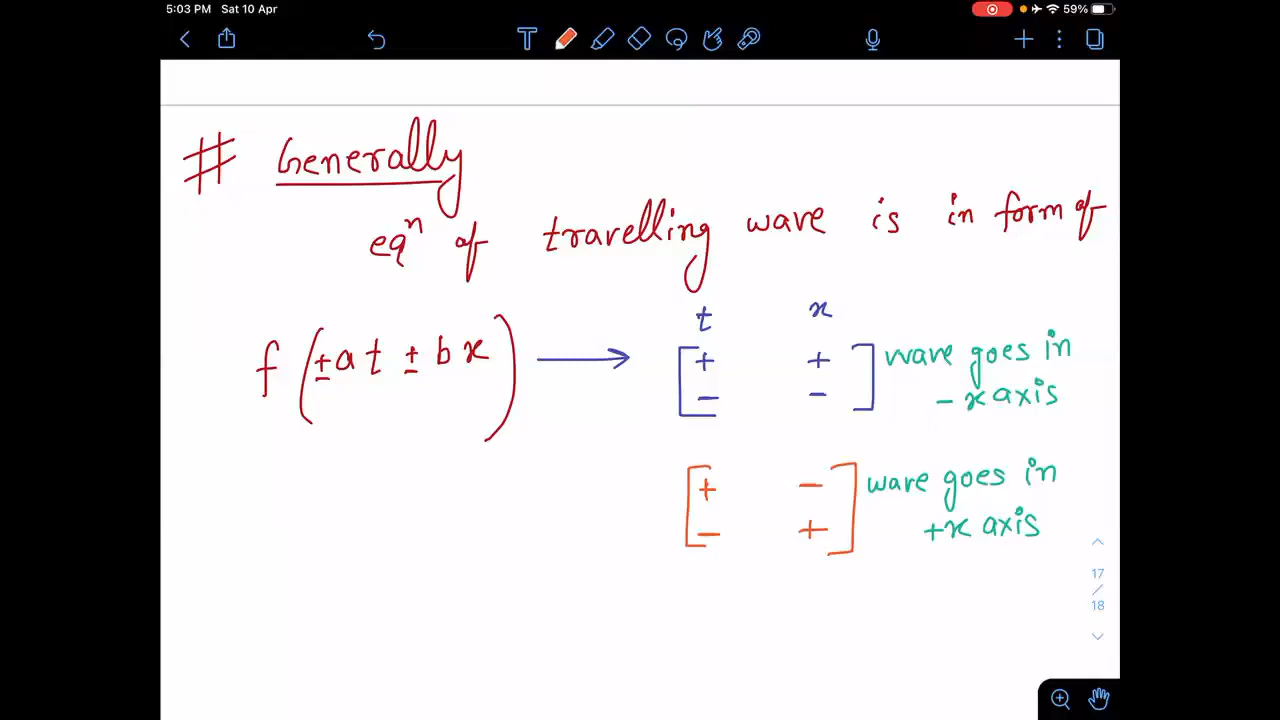 5:03 PM Sat 10 Apr 59%
# Generally
eqⁿ of travelling wave is in form of
f (±at ±bx) → t x
[+ +] wave goes in
[- -] -x axis
[+ -] wave goes in
[- +] +x axis
17
/
18